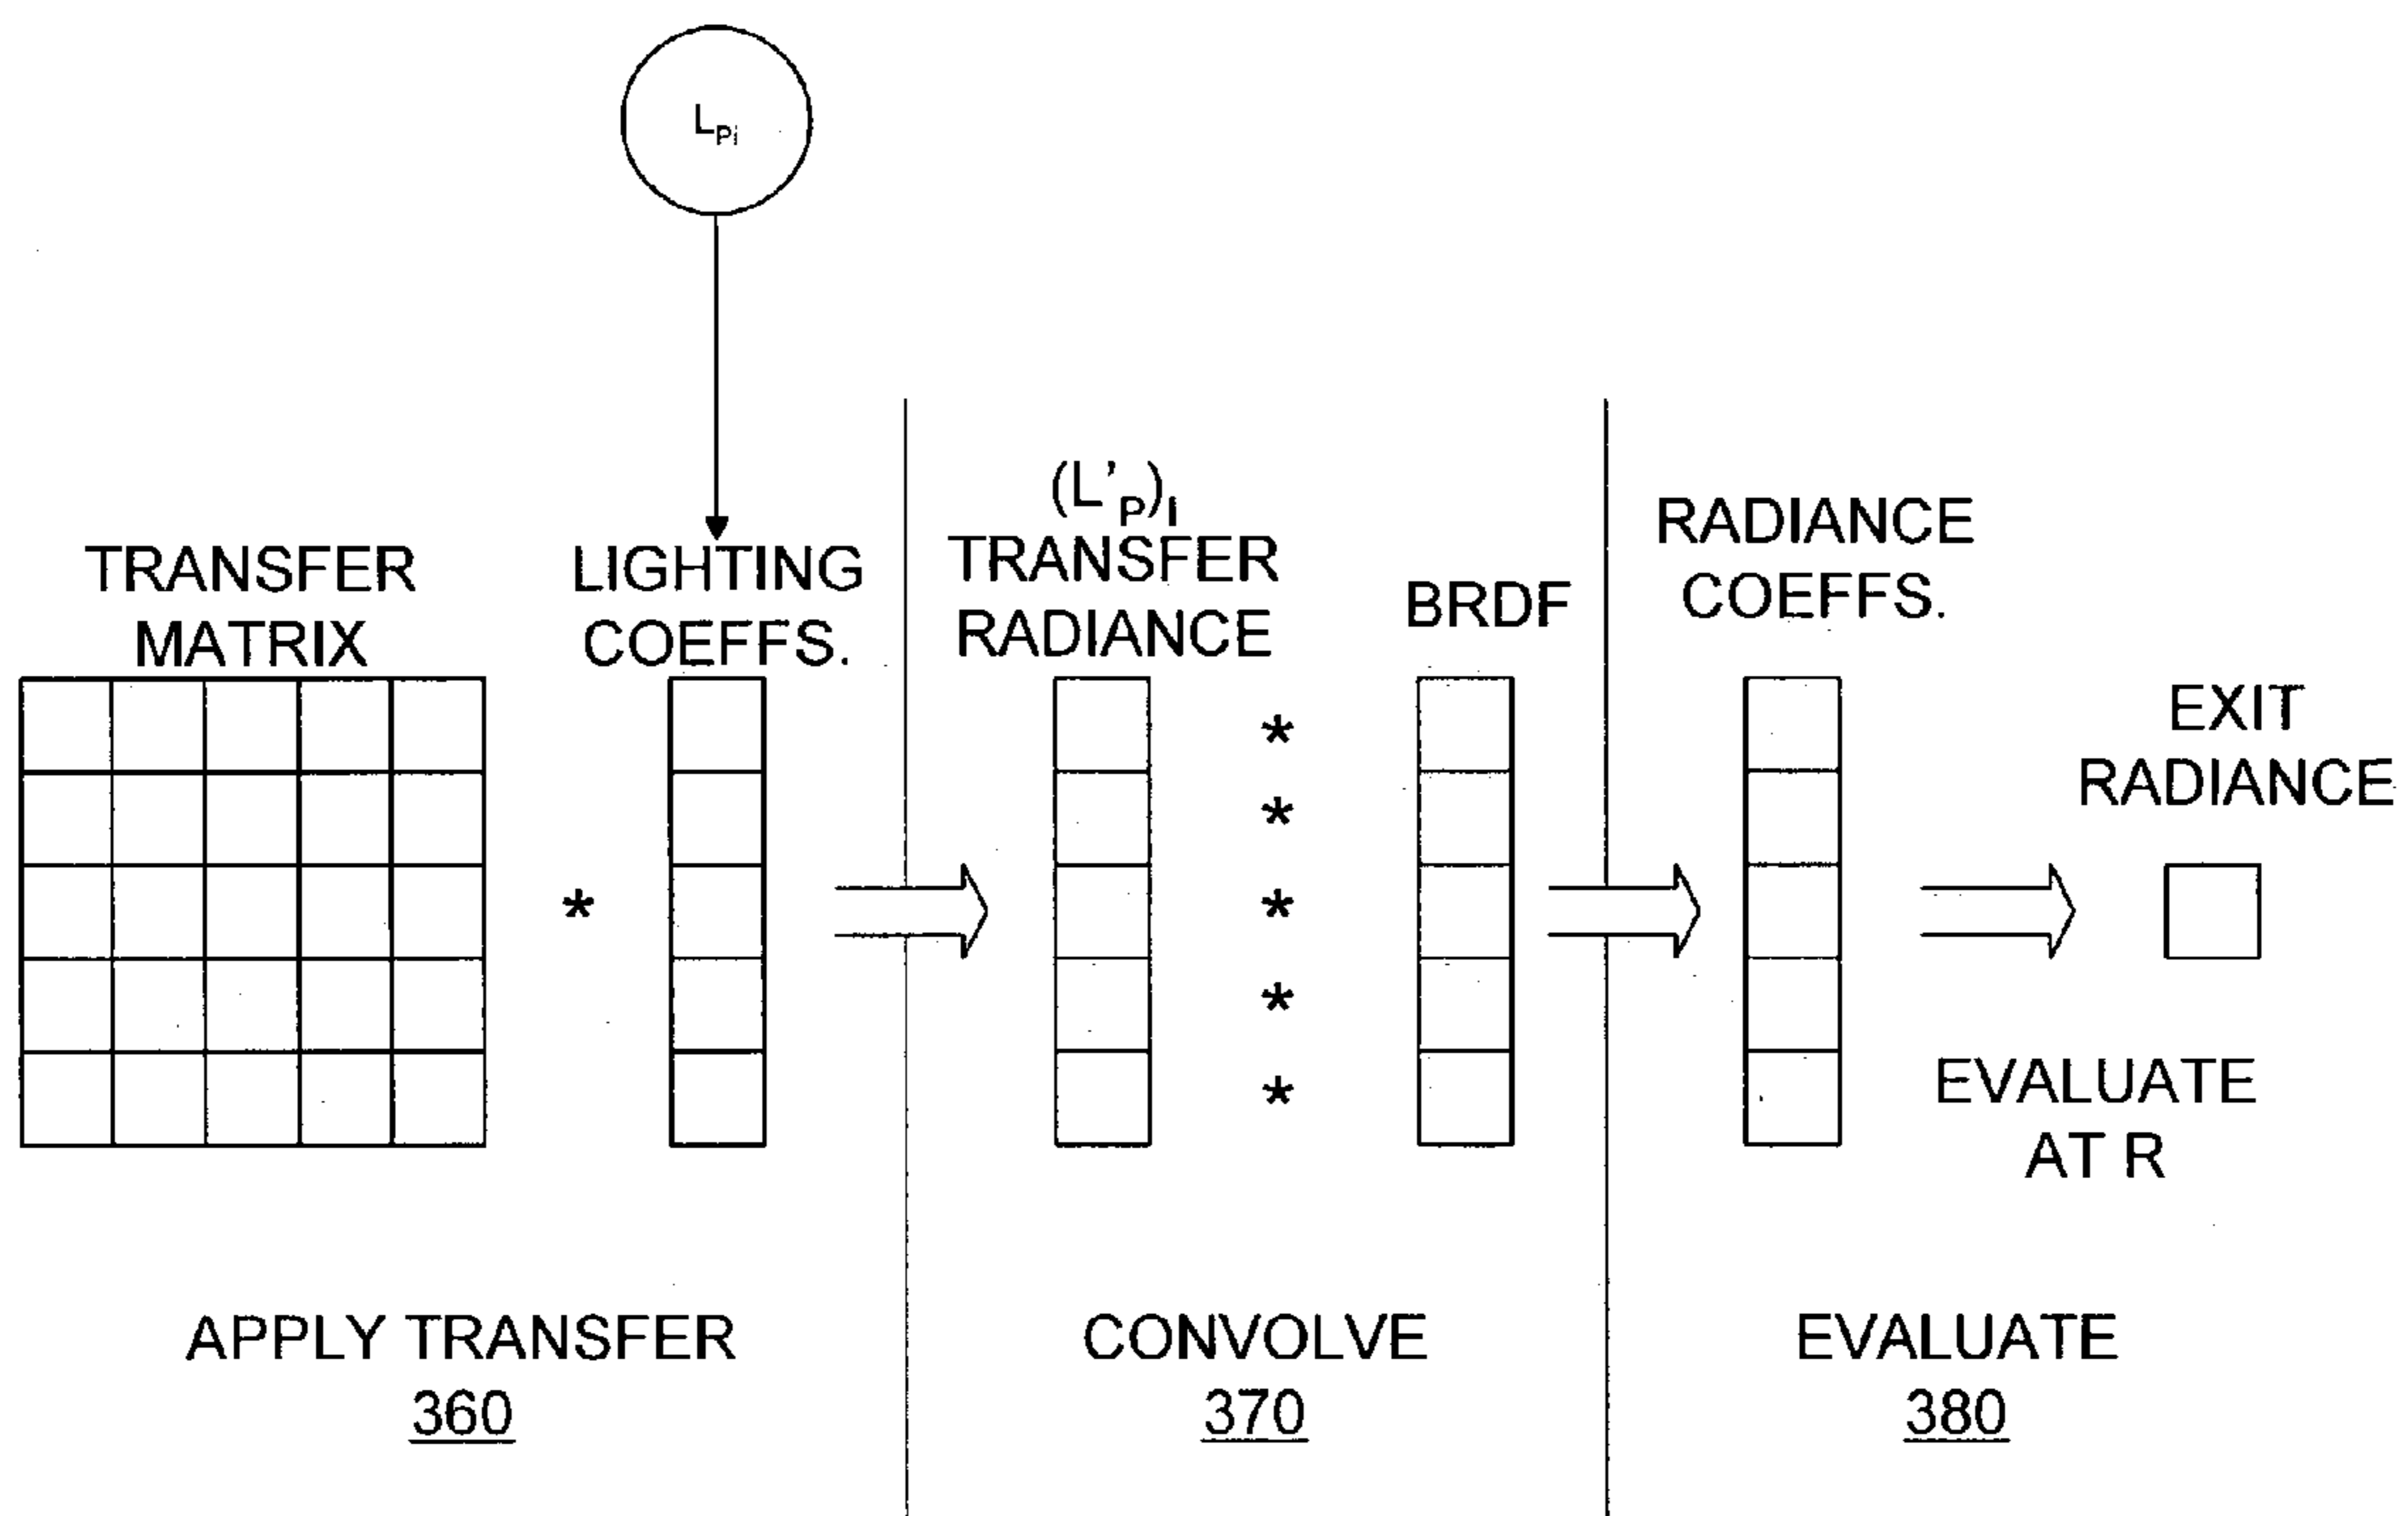 L_Pi
TRANSFER
MATRIX
*
LIGHTING
COEFFS.
(L'_P)_I
TRANSFER
RADIANCE
*
*
*
*
*
BRDF
RADIANCE
COEFFS.
EXIT
RADIANCE
EVALUATE
AT R
APPLY TRANSFER
360
CONVOLVE
370
EVALUATE
380